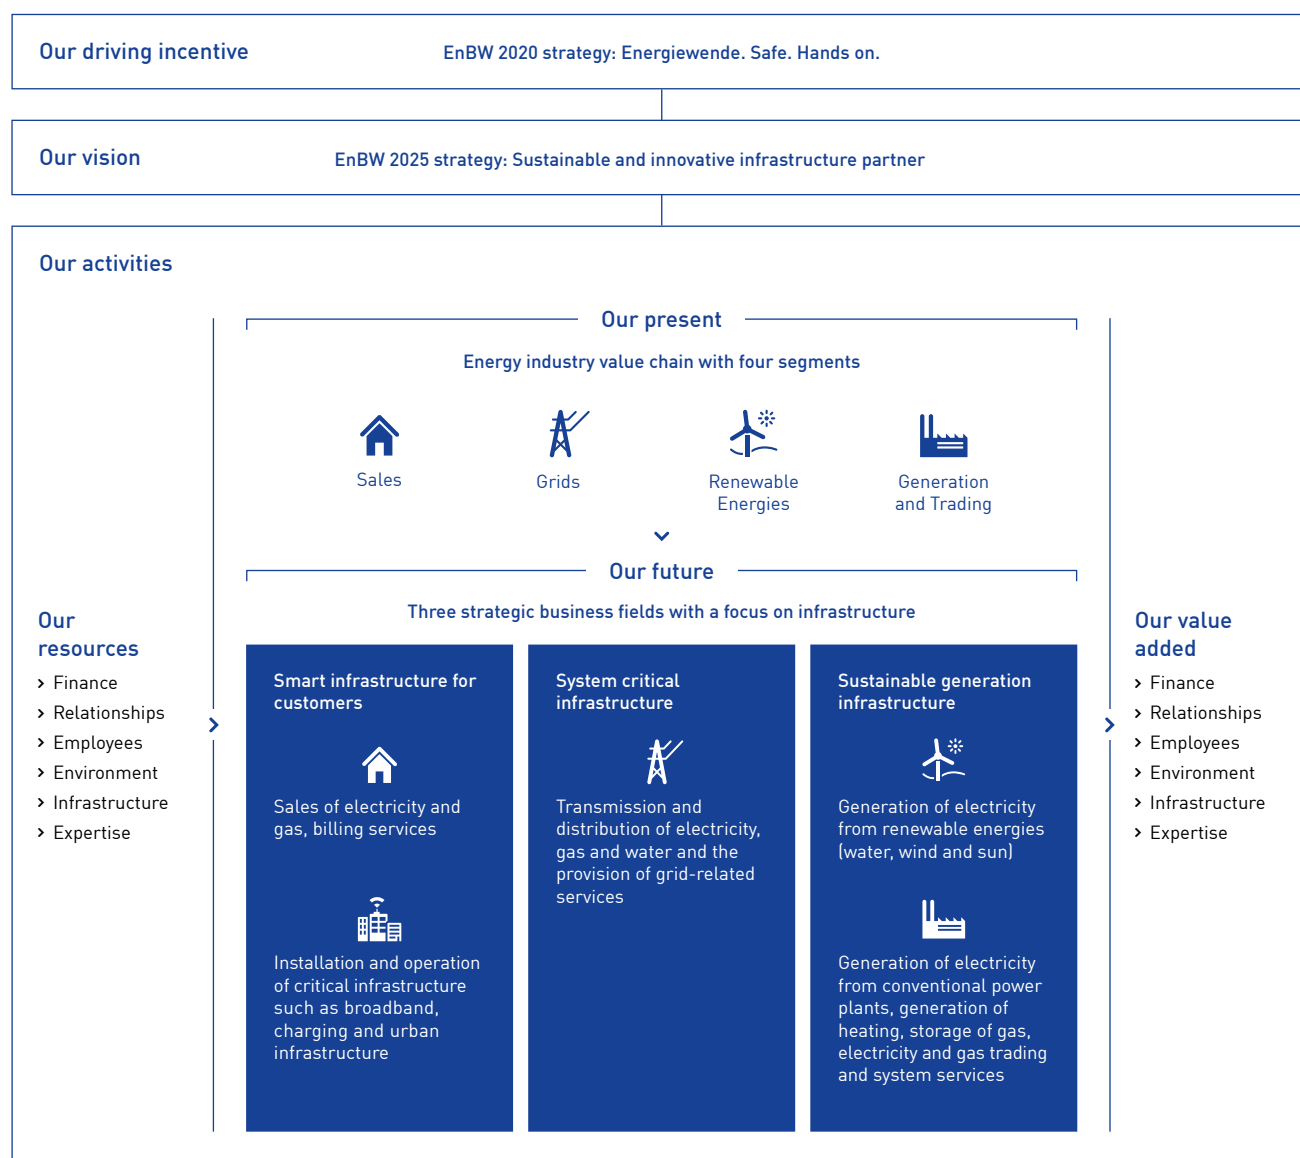 Our driving incentive
EnBW 2020 strategy: Energiewende. Safe. Hands on.
Our vision
EnBW 2025 strategy: Sustainable and innovative infrastructure partner
Our activities
Our present
Energy industry value chain with four segments
Sales
Grids
Renewable
Energies
Generation
and Trading
Our future
Three strategic business fields with a focus on infrastructure
Our
resources
Finance
Relationships
Employees
Environment
Infrastructure
Expertise
Smart infrastructure for
customers
Sales of electricity and
gas, billing services
Installation and operation
of critical infrastructure
such as broadband,
charging and urban
infrastructure
System critical
infrastructure
Transmission and
distribution of electricity,
gas and water and the
provision of grid-related
services
Sustainable generation
infrastructure
Generation of electricity
from renewable energies
(water, wind and sun)
Generation of electricity
from conventional power
plants, generation of
heating, storage of gas,
electricity and gas trading
and system services
Our value
added
Finance
Relationships
Employees
Environment
Infrastructure
Expertise